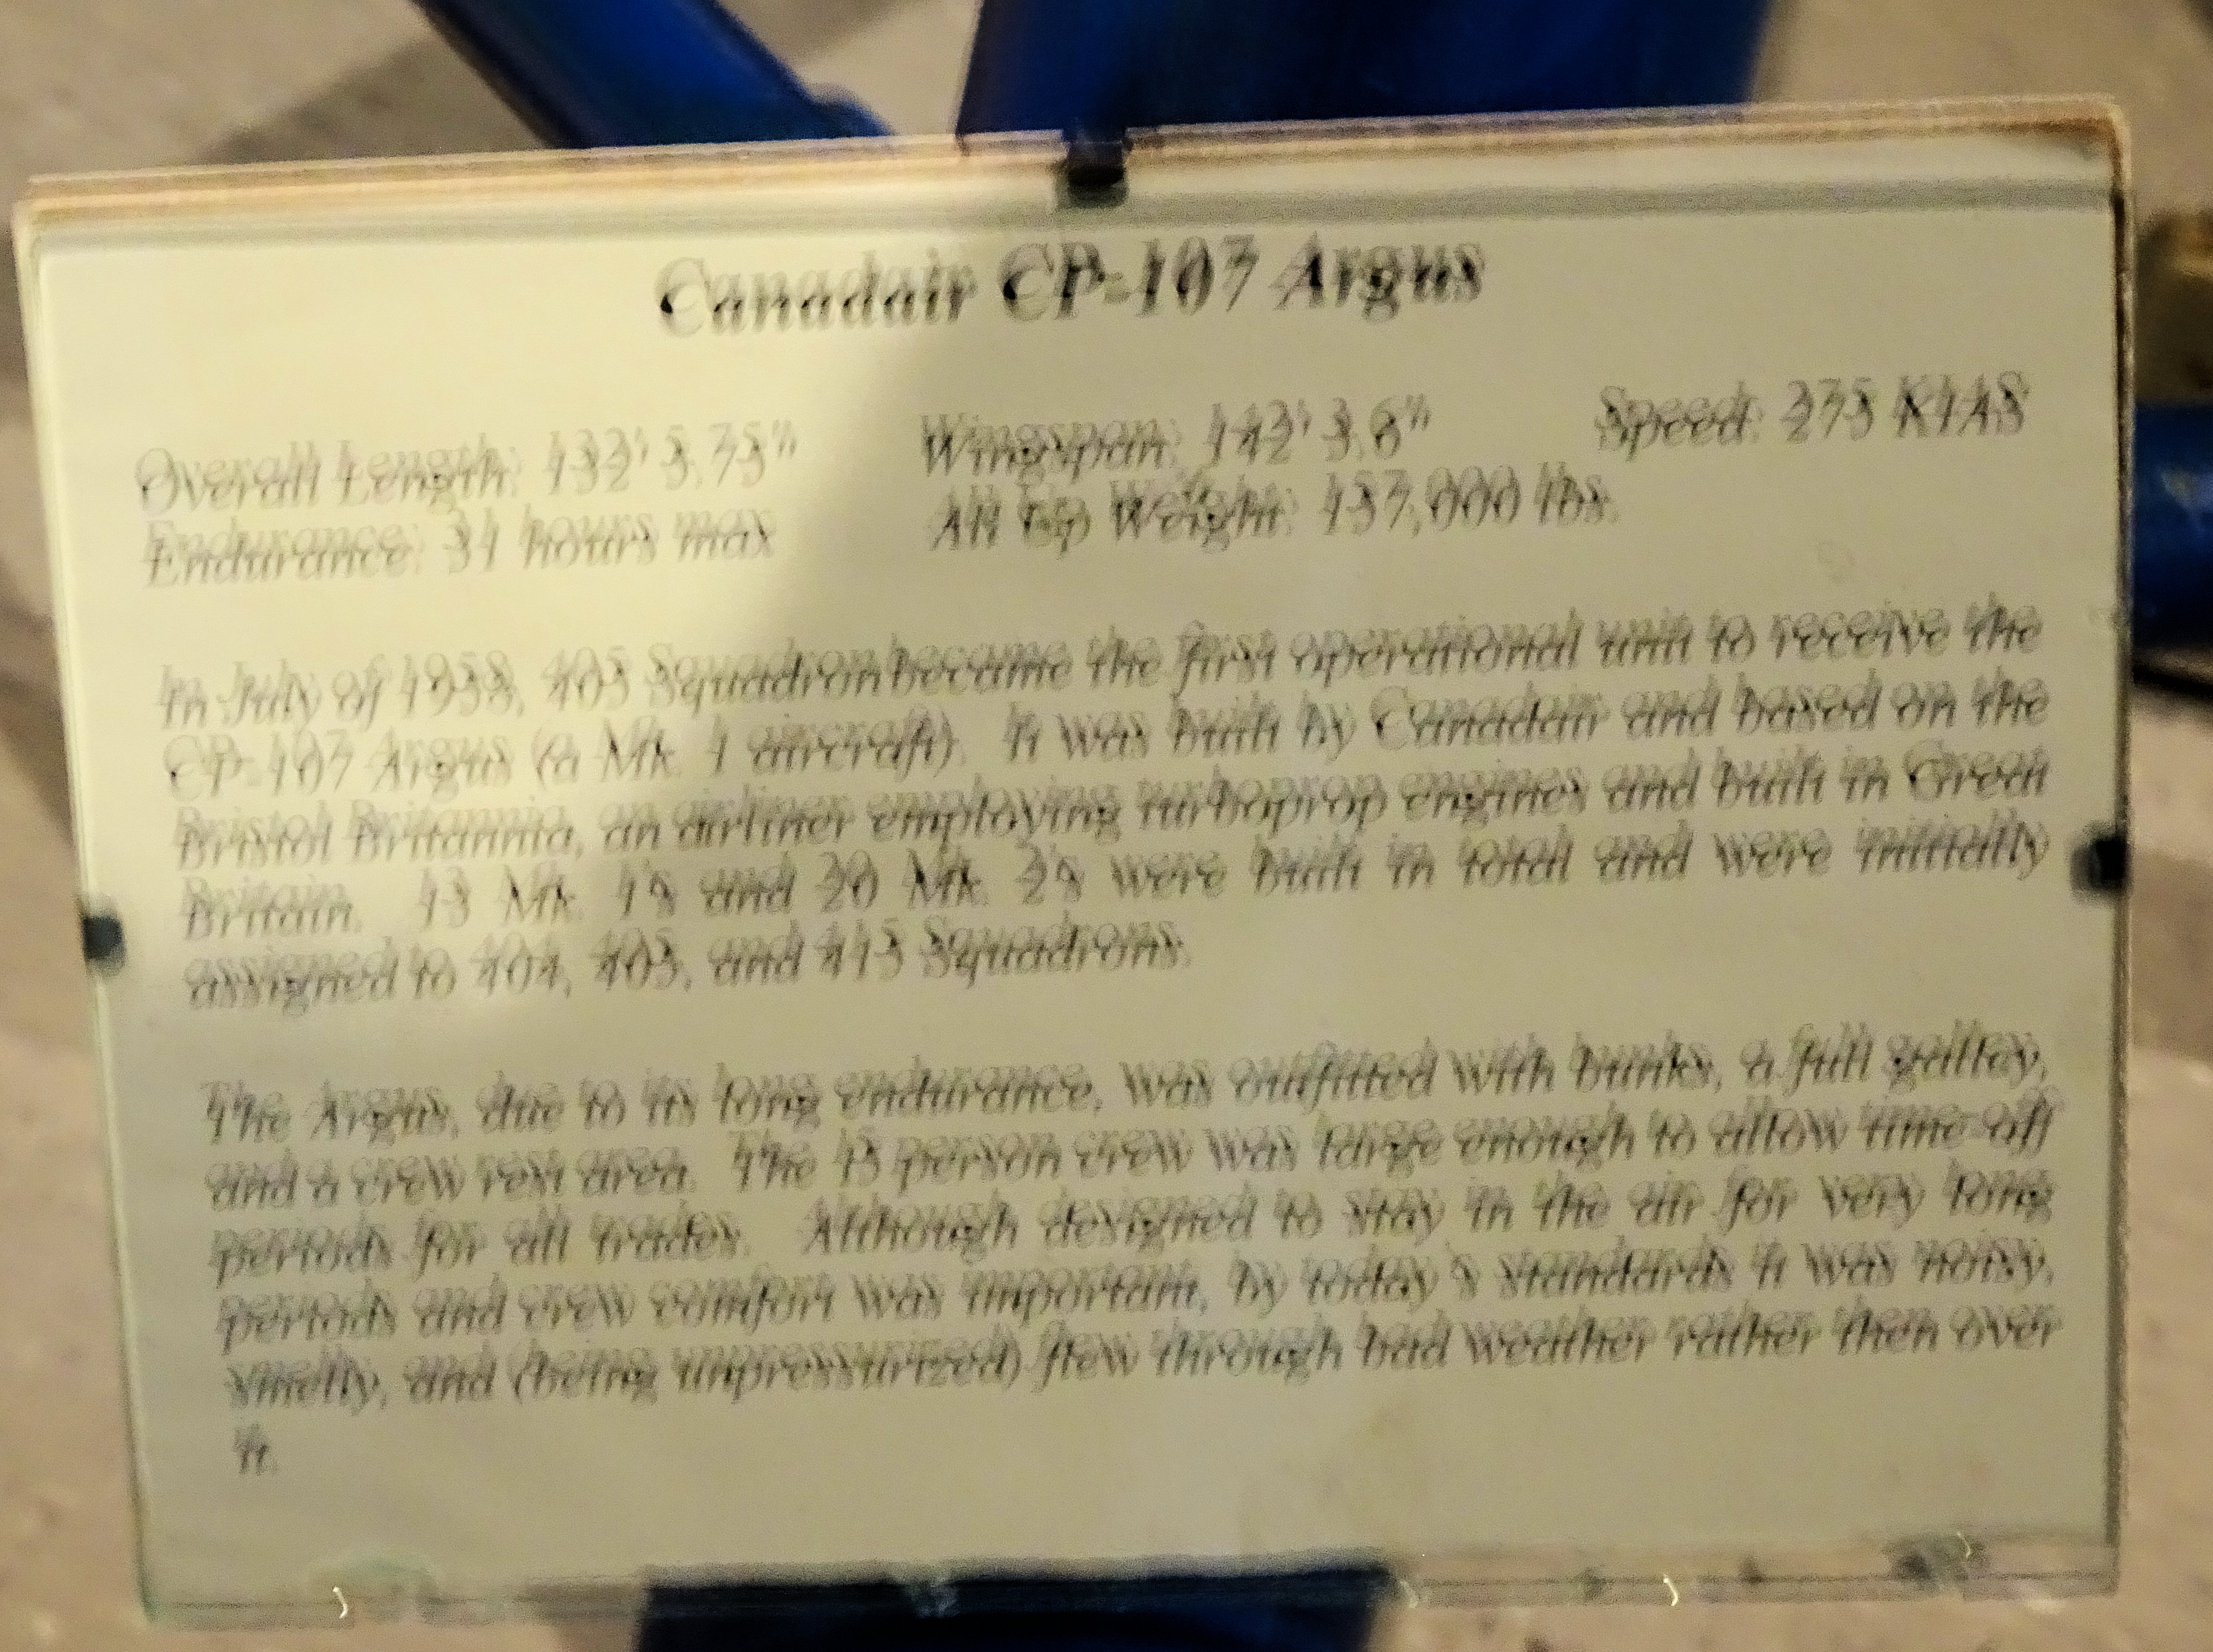 Canadair CP-107 Argus
Overall Length: 132' 5.75" Wingspan: 142' 3.6" Speed: 275 KIAS
Endurance: 31 hours max All Up Weight: 157,000 lbs.
In July of 1958, 405 Squadron became the first operational unit to receive the
CP-107 Argus (a Mk. 1 aircraft). It was built by Canadair and based on the
Bristol Britannia, an airliner employing turboprop engines and built in Great
Britain. 13 Mk. 1's and 20 Mk. 2's were built in total and were initially
assigned to 404, 405, and 415 Squadrons.
The Argus, due to its long endurance, was outfitted with bunks, a full galley,
and a crew rest area. The 15 person crew was large enough to allow time-off
periods for all trades. Although designed to stay in the air for very long
periods and crew comfort was important, by today's standards it was noisy,
smelly, and (being unpressurized) flew through bad weather rather then over
it.